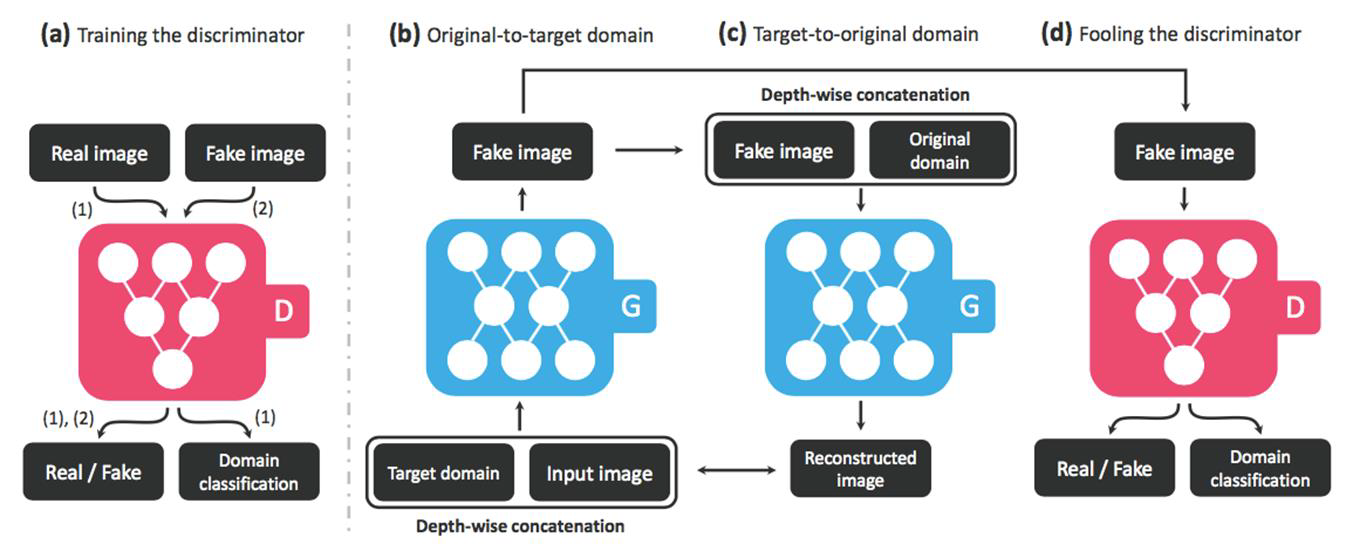 (a) Training the discriminator
Real image
Fake image
(1)
(2)
D
(1), (2)
(1)
Real / Fake
Domain
classification
(b) Original-to-target domain
Fake image
G
Target domain
Input image
Depth-wise concatenation
(c) Target-to-original domain
Depth-wise concatenation
Fake image
Original
domain
G
Reconstructed
image
(d) Fooling the discriminator
Fake image
D
Real / Fake
Domain
classification